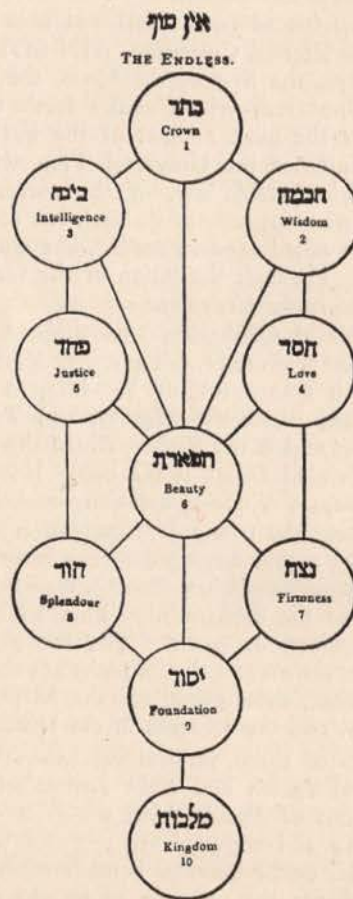 אין סוף
THE ENDLESS.
כתר
Crown
1
בינה
Intelligence
3
חכמה
Wisdom
2
פחד
Justice
5
חסד
Love
4
תפארת
Beauty
6
הוד
Splendour
8
נצח
Firmness
7
יסוד
Foundation
9
מלכות
Kingdom
10